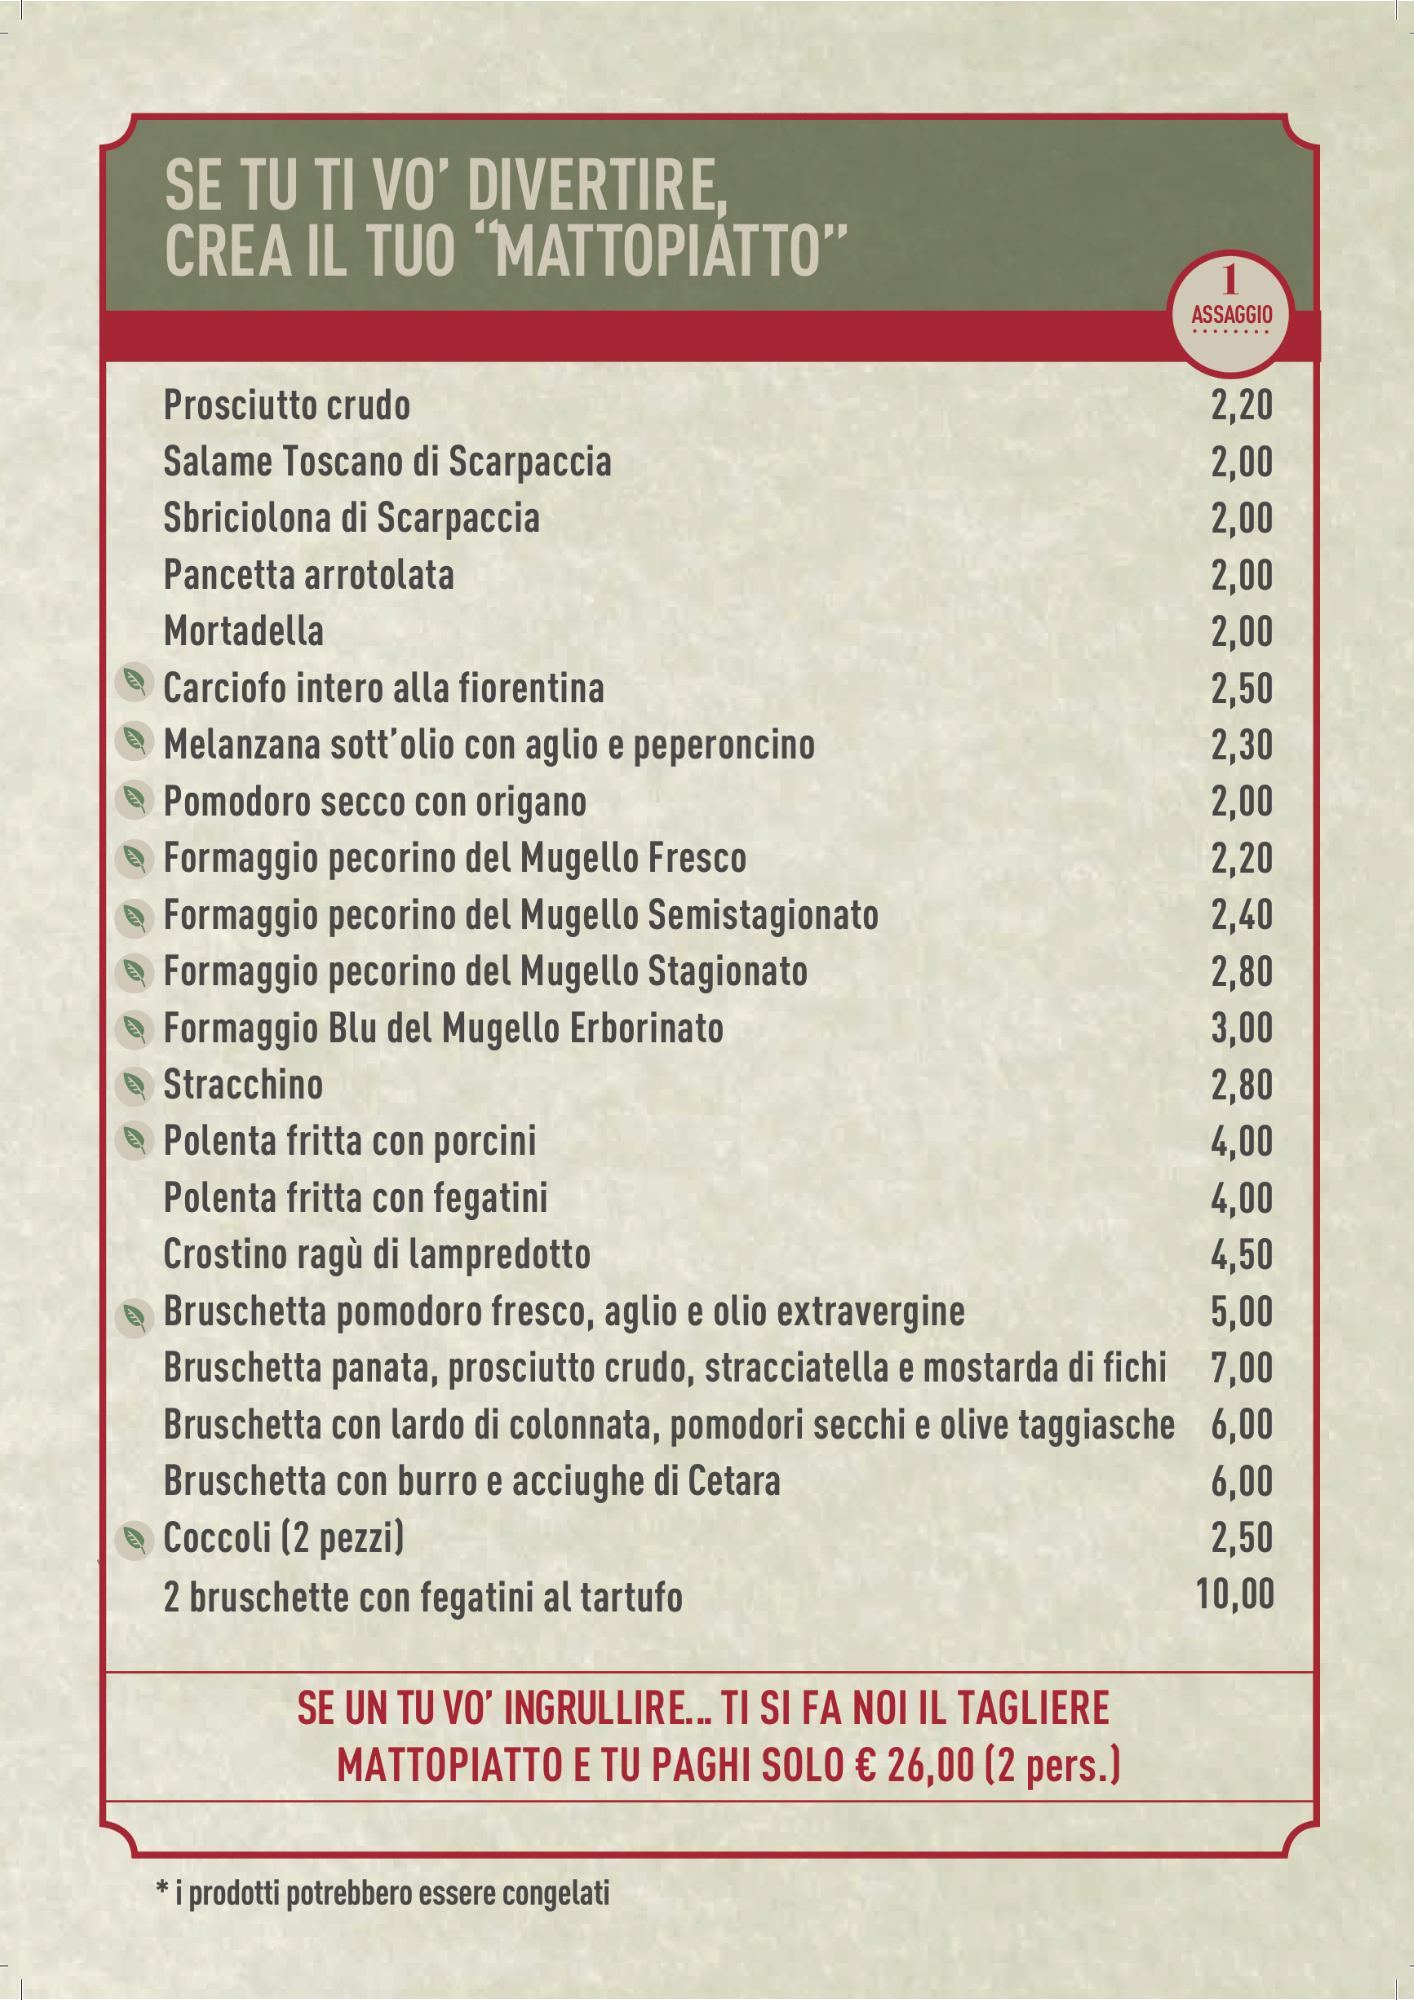 SE TU TI VO’ DIVERTIRE,
CREA IL TUO “MATTOPIATTO”
1
ASSAGGIO
Prosciutto crudo 2,20
Salame Toscano di Scarpaccia 2,00
Sbriciolona di Scarpaccia 2,00
Pancetta arrotolata 2,00
Mortadella 2,00
Carciofo intero alla fiorentina 2,50
Melanzana sott’olio con aglio e peperoncino 2,30
Pomodoro secco con origano 2,00
Formaggio pecorino del Mugello Fresco 2,20
Formaggio pecorino del Mugello Semistagionato 2,40
Formaggio pecorino del Mugello Stagionato 2,80
Formaggio Blu del Mugello Erborinato 3,00
Stracchino 2,80
Polenta fritta con porcini 4,00
Polenta fritta con fegatini 4,00
Crostino ragù di lampredotto 4,50
Bruschetta pomodoro fresco, aglio e olio extravergine 5,00
Bruschetta panata, prosciutto crudo, stracciatella e mostarda di fichi 7,00
Bruschetta con lardo di colonnata, pomodori secchi e olive taggiasche 6,00
Bruschetta con burro e acciughe di Cetara 6,00
Coccoli (2 pezzi) 2,50
2 bruschette con fegatini al tartufo 10,00
SE UN TU VO’ INGRULLIRE... TI SI FA NOI IL TAGLIERE
MATTOPIATTO E TU PAGHI SOLO € 26,00 (2 pers.)
* i prodotti potrebbero essere congelati